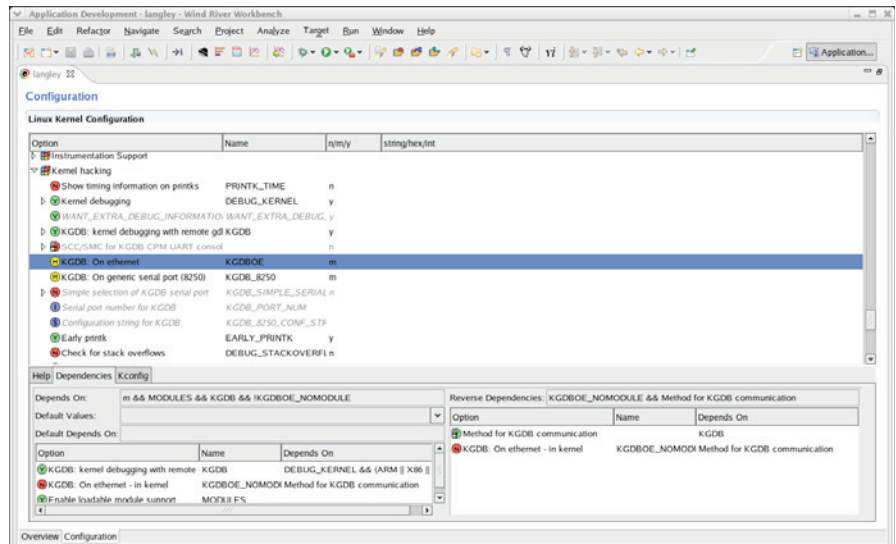 Application Development - langley - Wind River Workbench
File Edit Refactor Navigate Search Project Analyze Target Run Window Help
Application...
langley
Configuration
Linux Kernel Configuration
Option Name n/m/y string/hex/int
Instrumentation Support
Kernel hacking
Show timing information on printks PRINTK_TIME n
Kernel debugging DEBUG_KERNEL y
WANT_EXTRA_DEBUG_INFORMATIO WANT_EXTRA_DEBUG_ y
KGDB: kernel debugging with remote gd KGDB y
SCC/SMC for KGDB CPM UART consol n
KGDB: On ethernet KGDBOE m
KGDB: On generic serial port (8250) KGDB_8250 m
Simple selection of KGDB serial port KGDB_SIMPLE_SERIAL n
Serial port number for KGDB KGDB_PORT_NUM
Configuration string for KGDB KGDB_8250_CONF_STR
Early printk EARLY_PRINTK y
Check for stack overflows DEBUG_STACKOVERFL n
Help Dependencies Kconfig
Depends On: m && MODULES && KGDB && !KGDBOE_NOMODULE
Default Values:
Default Depends On:
Option Name Depends On
KGDB: kernel debugging with remote KGDB DEBUG_KERNEL && (ARM || X86 ||
KGDB: On ethernet - in kernel KGDBOE_NOMODI Method for KGDB communication
Enable loadable module support MODULES
Reverse Dependencies: KGDBOE_NOMODULE && Method for KGDB communication
Option Name Depends On
Method for KGDB communication KGDB
KGDB: On ethernet - in kernel KGDBOE_NOMODI Method for KGDB communication
Overview Configuration